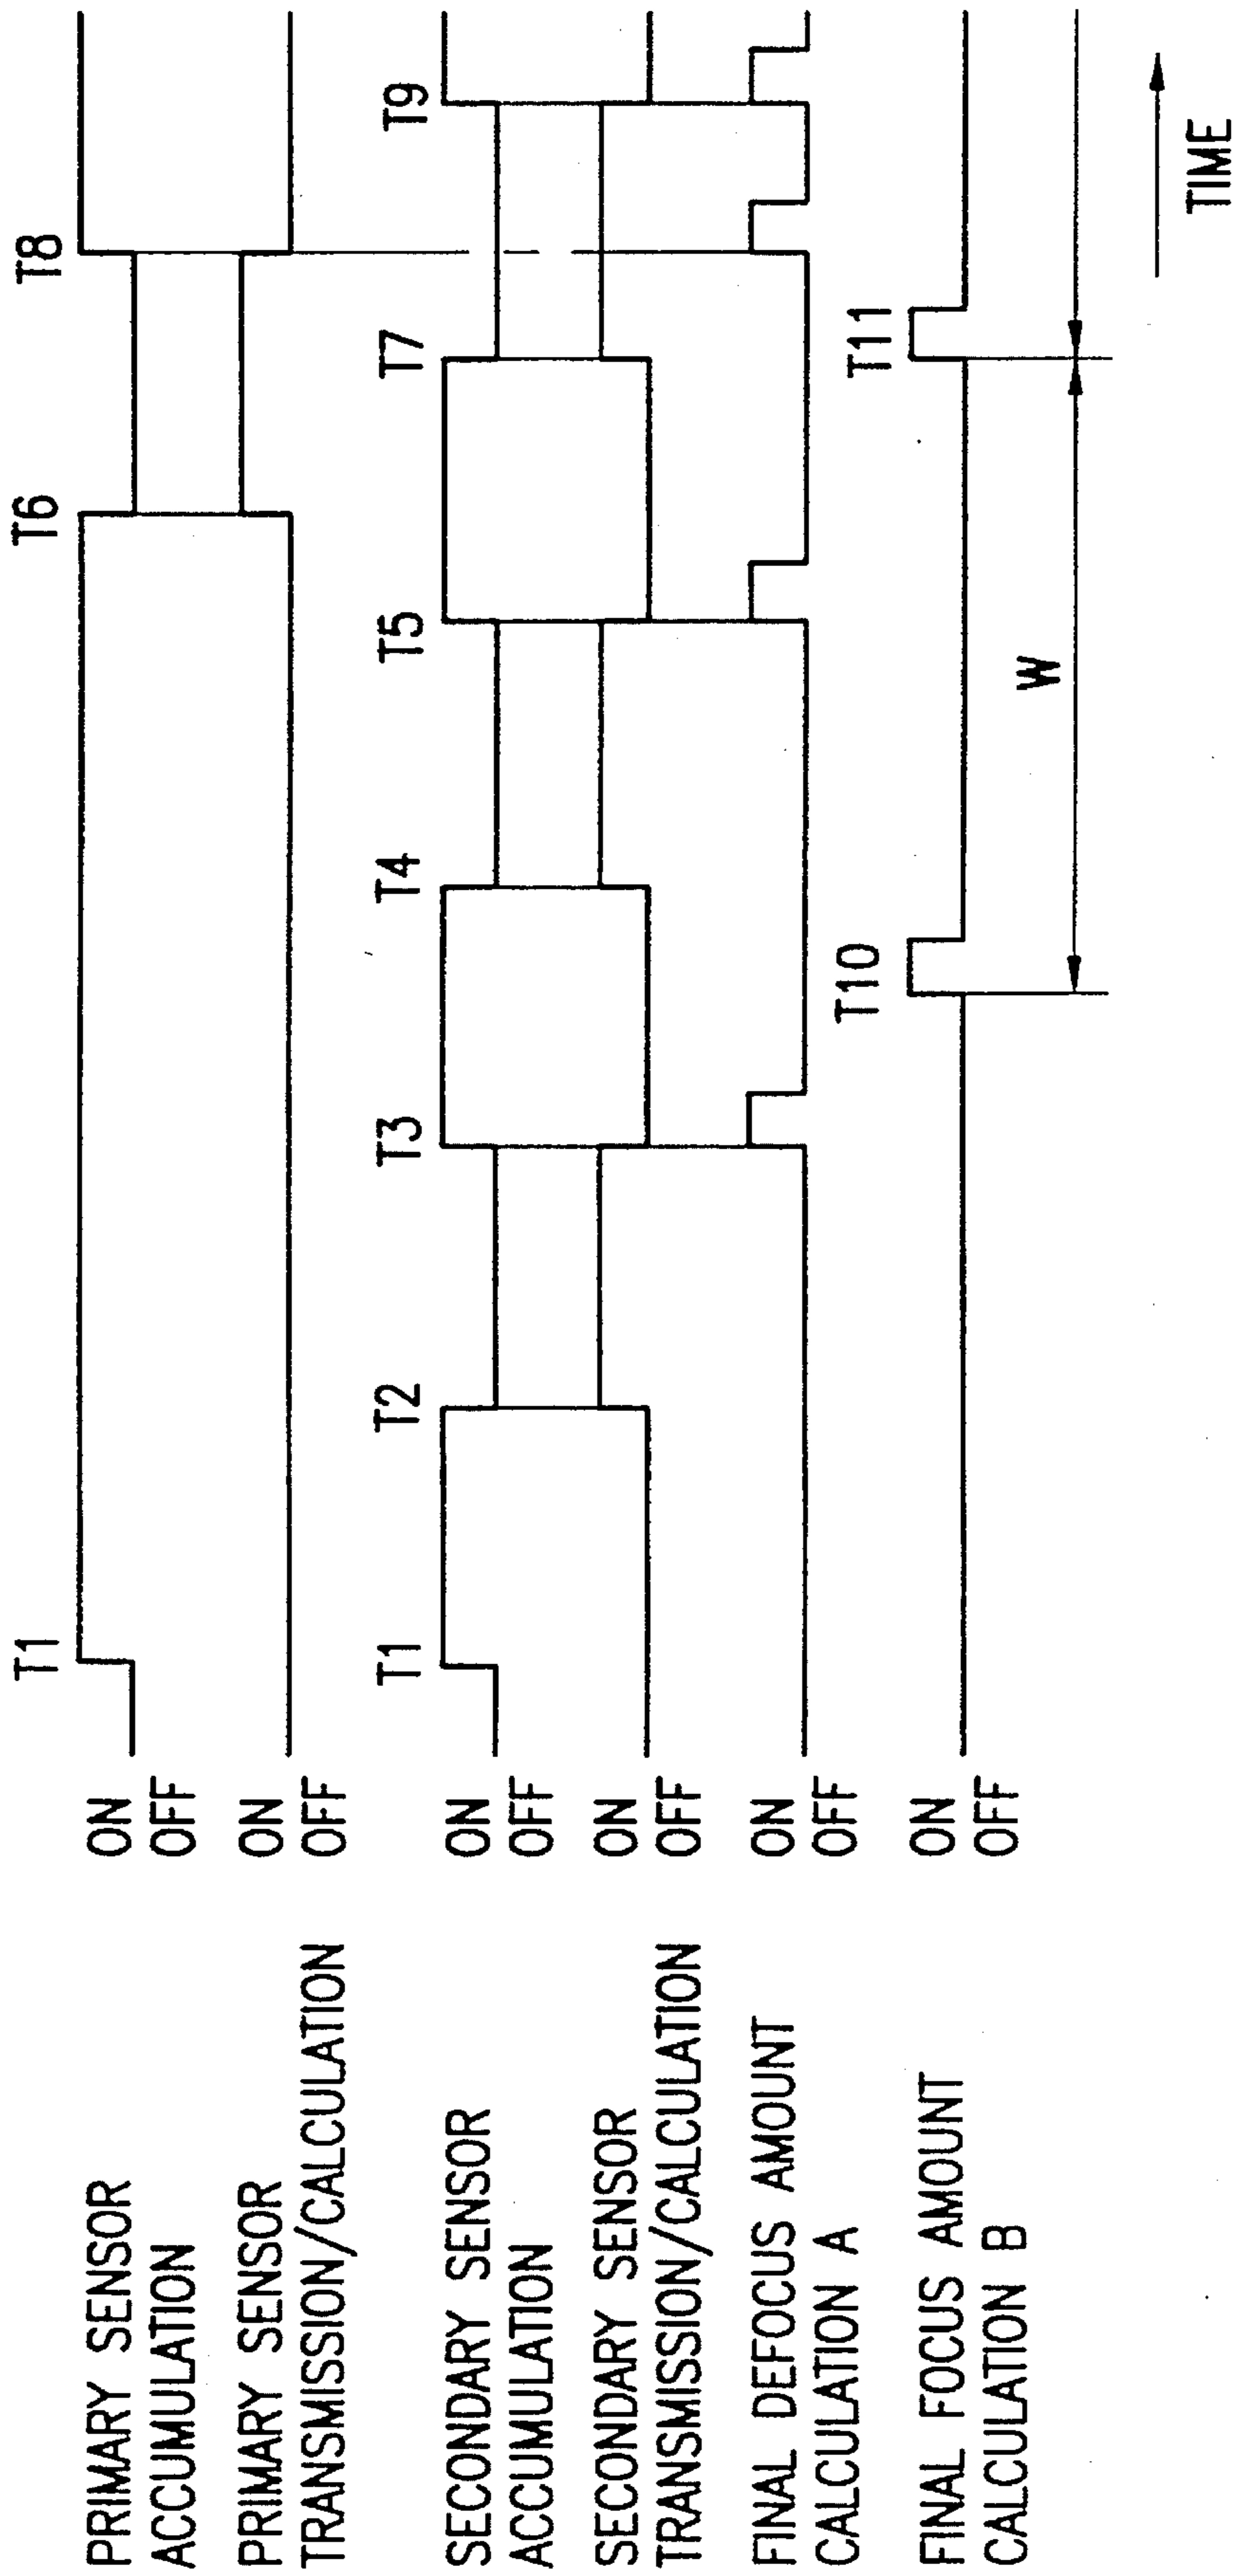 T1
T6
T8
PRIMARY SENSOR
ACCUMULATION
ON
OFF
PRIMARY SENSOR
TRANSMISSION/CALCULATION
ON
OFF
T1
T2
T3
T4
T5
T7
T9
SECONDARY SENSOR
ACCUMULATION
ON
OFF
SECONDARY SENSOR
TRANSMISSION/CALCULATION
ON
OFF
FINAL DEFOCUS AMOUNT
CALCULATION A
ON
OFF
T10
T11
FINAL FOCUS AMOUNT
CALCULATION B
ON
OFF
W
TIME